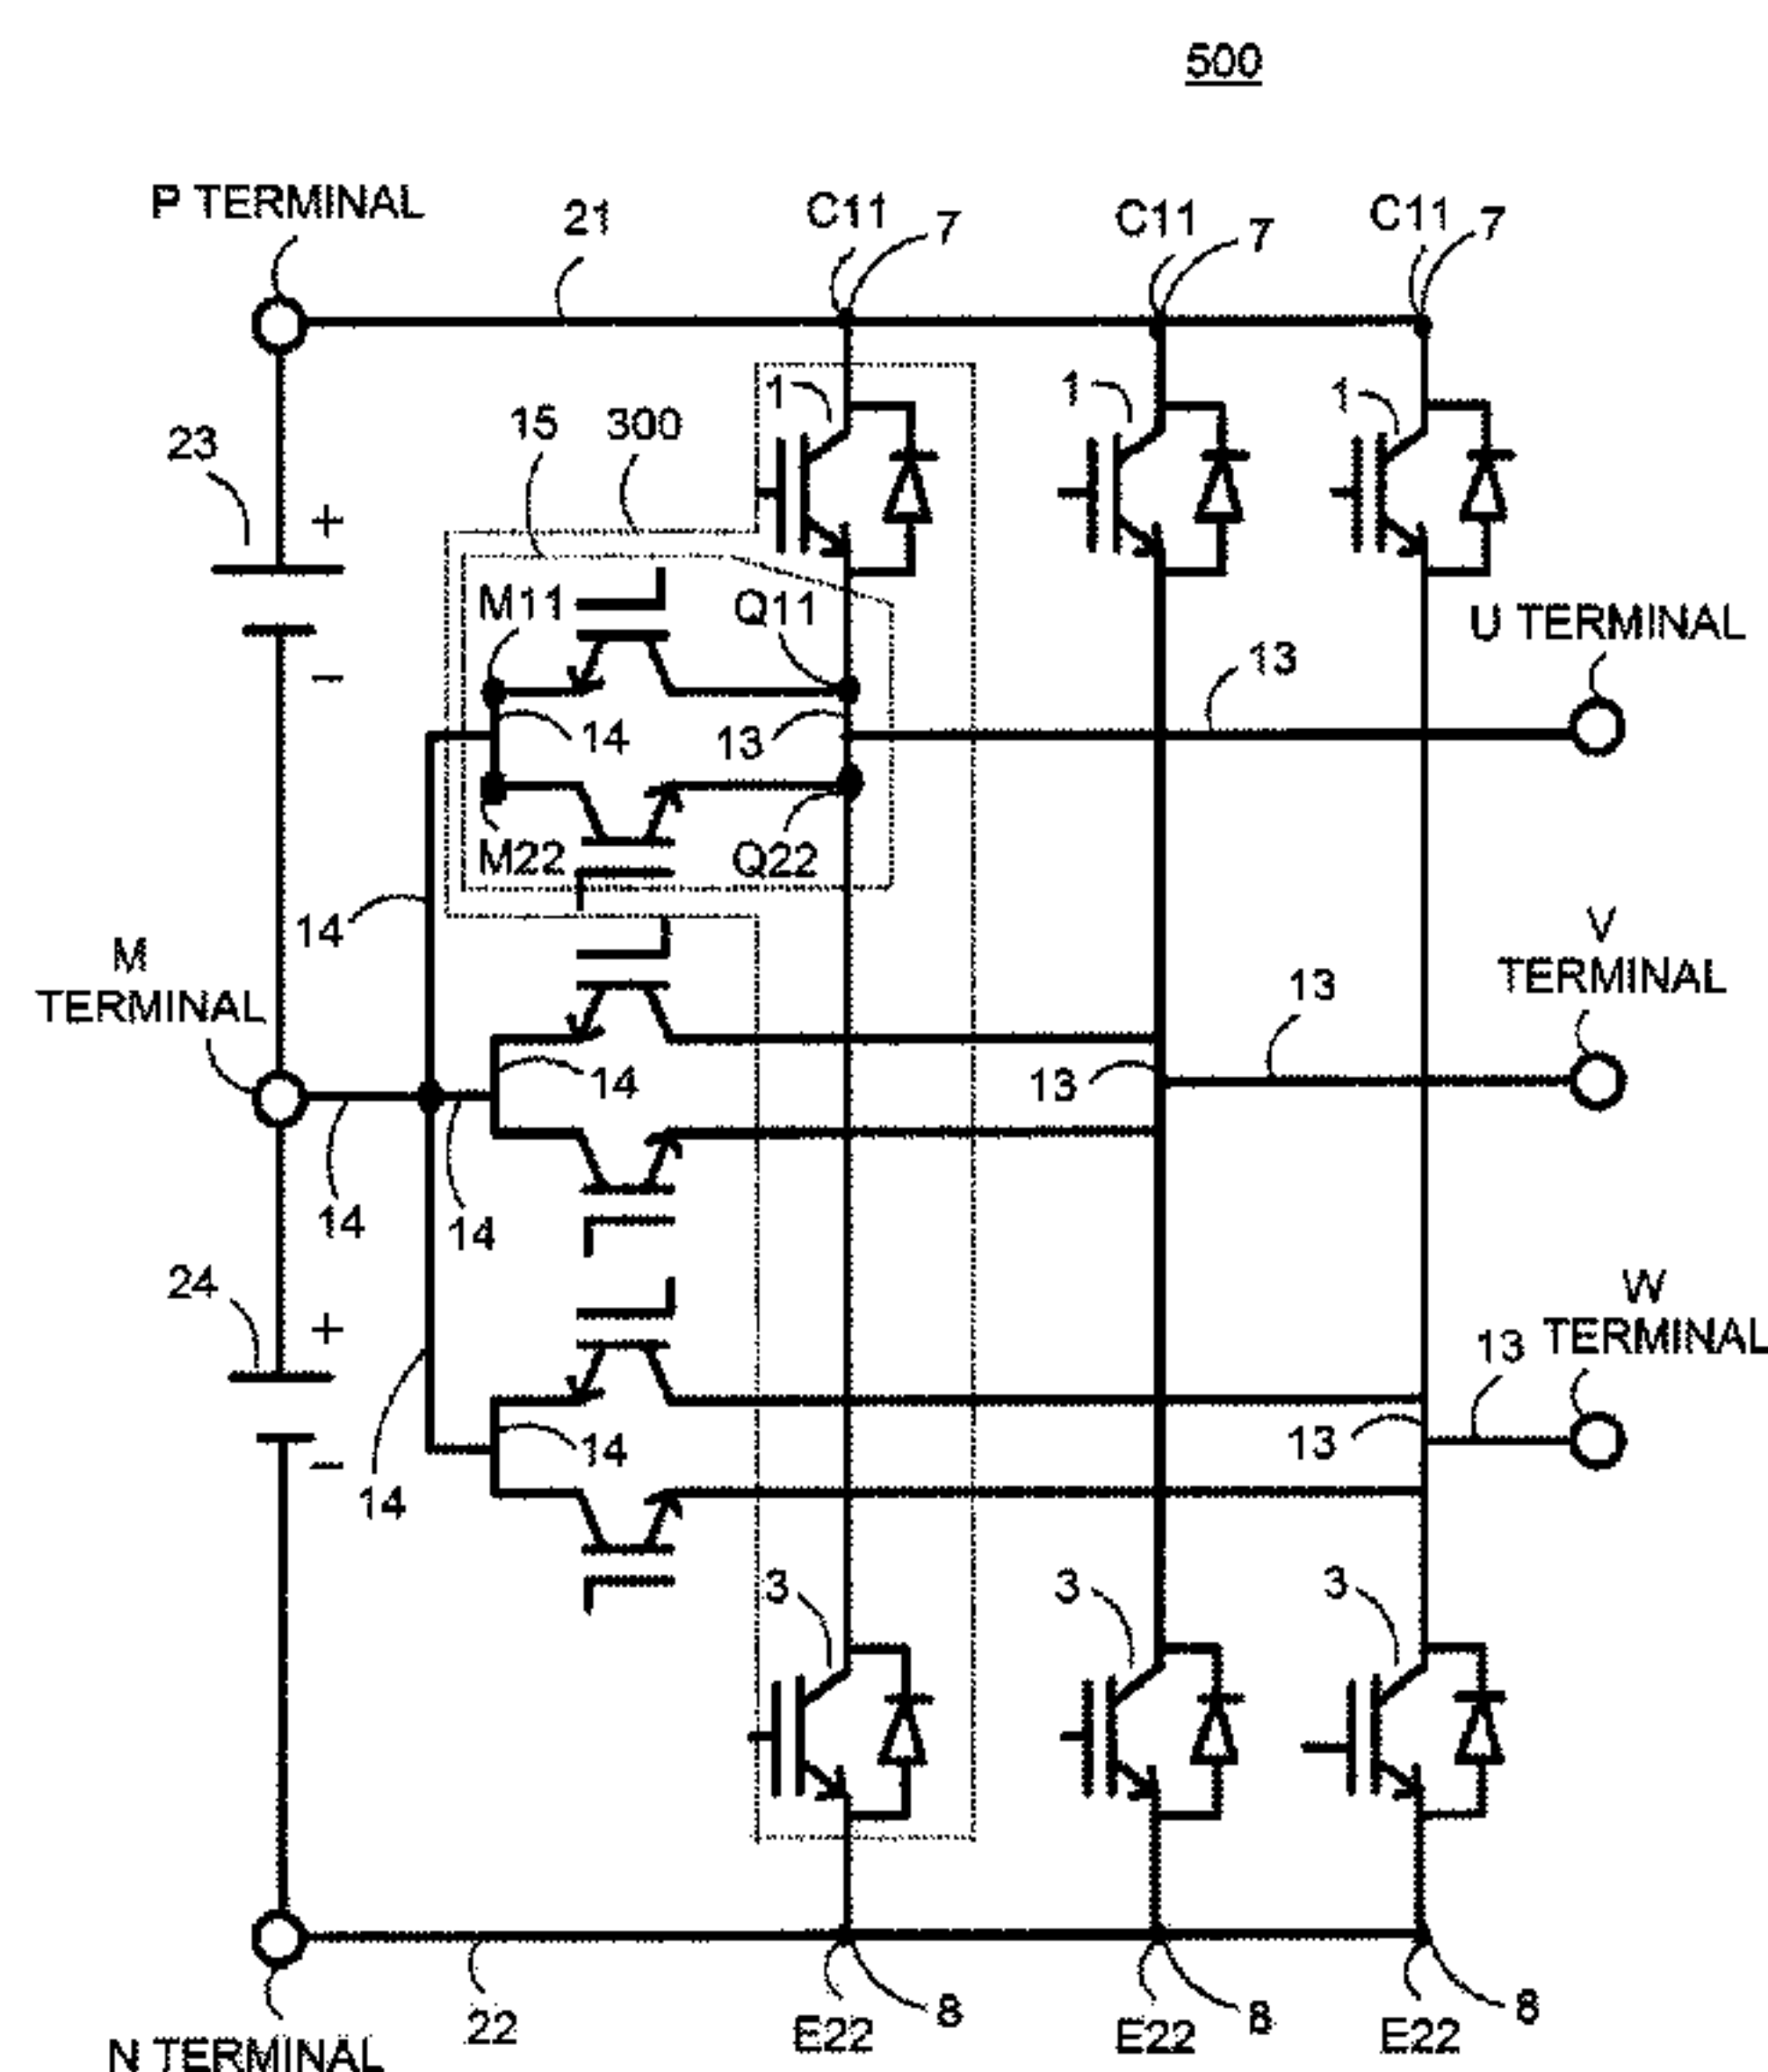 500
P TERMINAL
21
C11
7
C11
7
C11
7
23
+
−
15
300
1
1
1
M11
Q11
U TERMINAL
13
14
13
M22
Q22
14
M
TERMINAL
V
TERMINAL
13
14
13
14
14
24
+
−
W
TERMINAL
13
14
13
14
3
3
3
N TERMINAL
22
E22
8
E22
8
E22
8